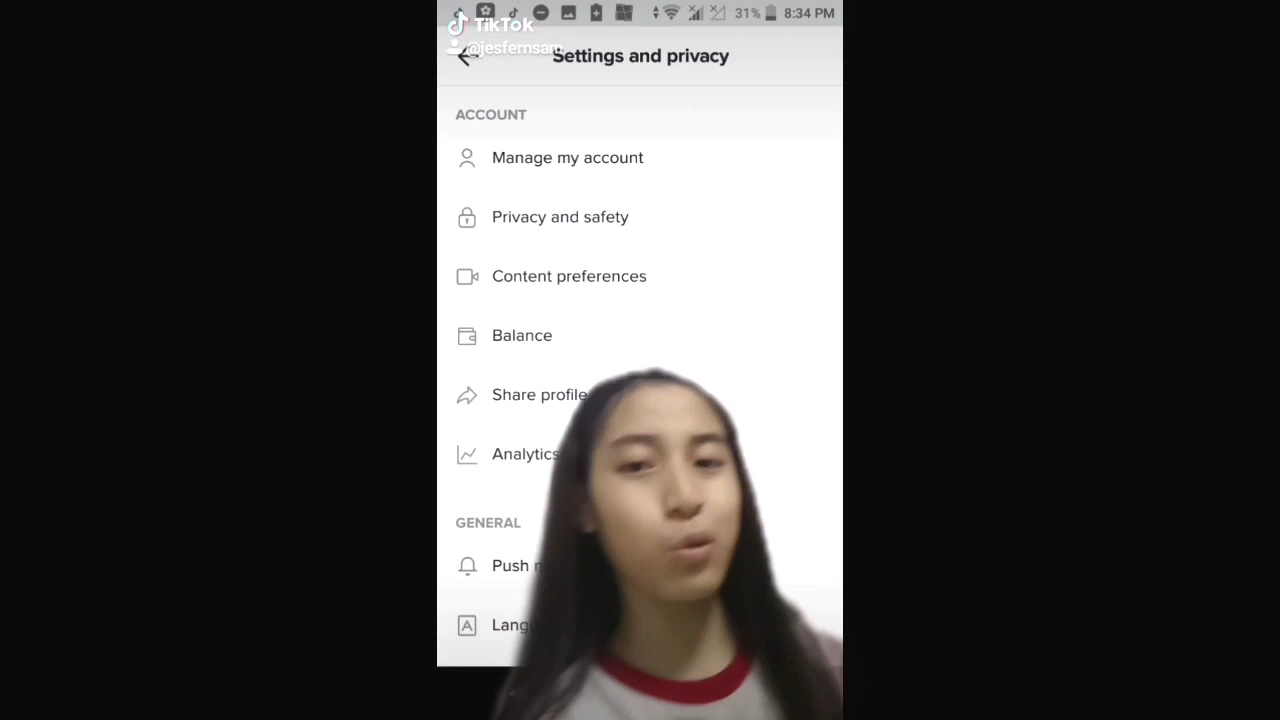 31% 8:34 PM
TikTok
@jesfernsam
Settings and privacy
ACCOUNT
Manage my account
Privacy and safety
Content preferences
Balance
Share profile
Analytics
GENERAL
Push
Lang